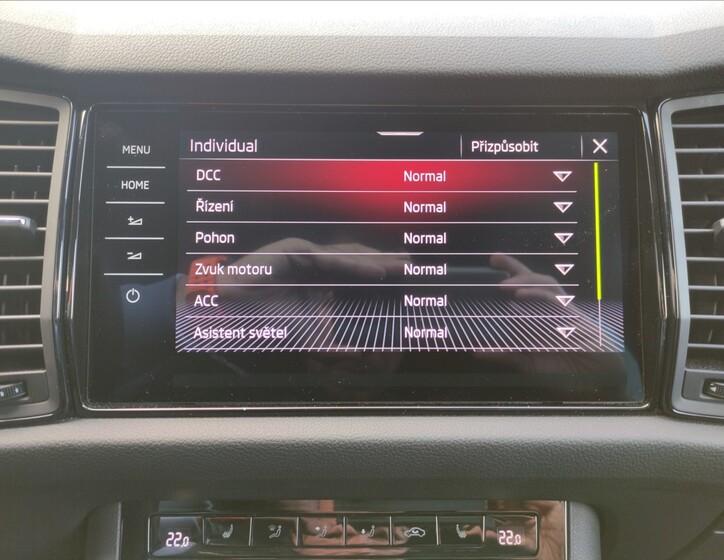 MENU
HOME
Individual Přizpůsobit
DCC Normal
Řízení Normal
Pohon Normal
Zvuk motoru Normal
ACC Normal
Asistent světel Normal
22.0 22.0